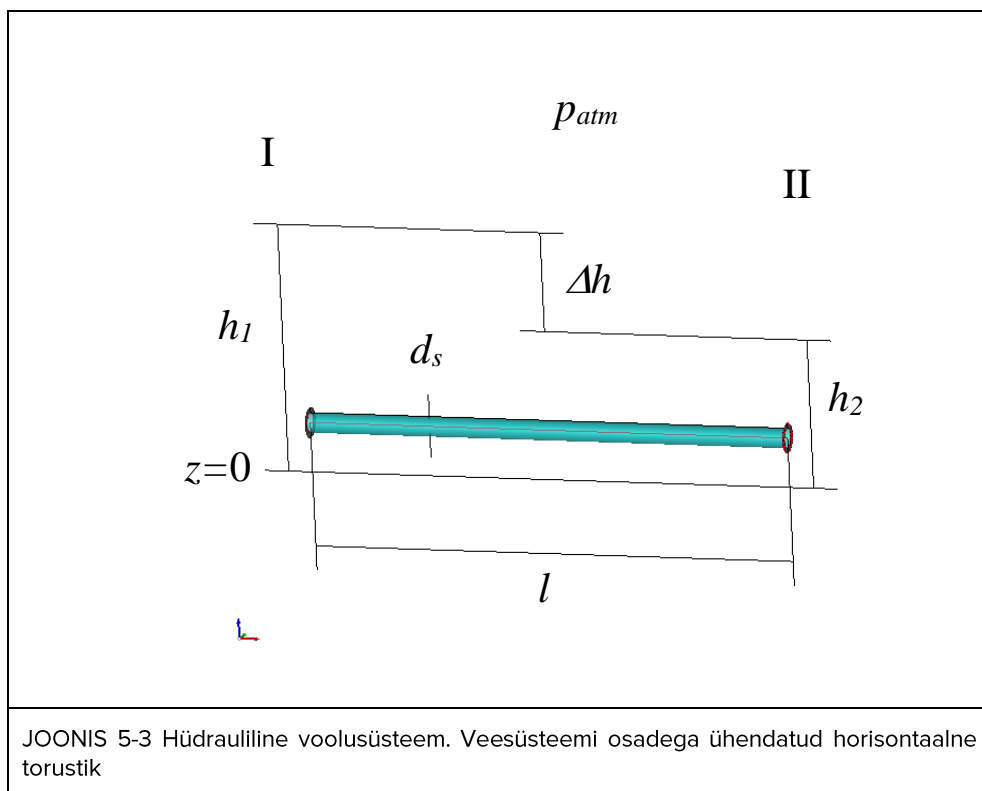 p_atm
I
II
Δh
h_1
d_s
h_2
z=0
l
JOONIS 5-3 Hüdrauliline voolusüsteem. Veesüsteemi osadega ühendatud horisontaalne
torustik